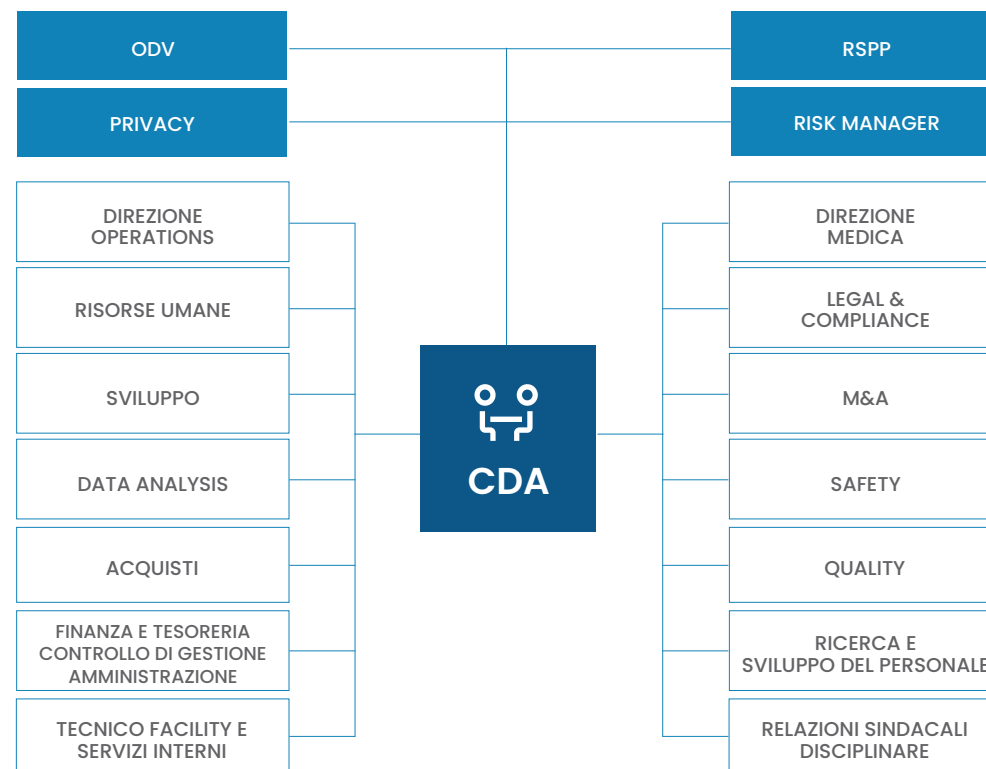 ODV
PRIVACY
DIREZIONE
OPERATIONS
RISORSE UMANE
SVILUPPO
DATA ANALYSIS
ACQUISTI
FINANZA E TESORERIA
CONTROLLO DI GESTIONE
AMMINISTRAZIONE
TECNICO FACILITY E
SERVIZI INTERNI
CDA
RSPP
RISK MANAGER
DIREZIONE
MEDICA
LEGAL &
COMPLIANCE
M&A
SAFETY
QUALITY
RICERCA E
SVILUPPO DEL PERSONALE
RELAZIONI SINDACALI
DISCIPLINARE